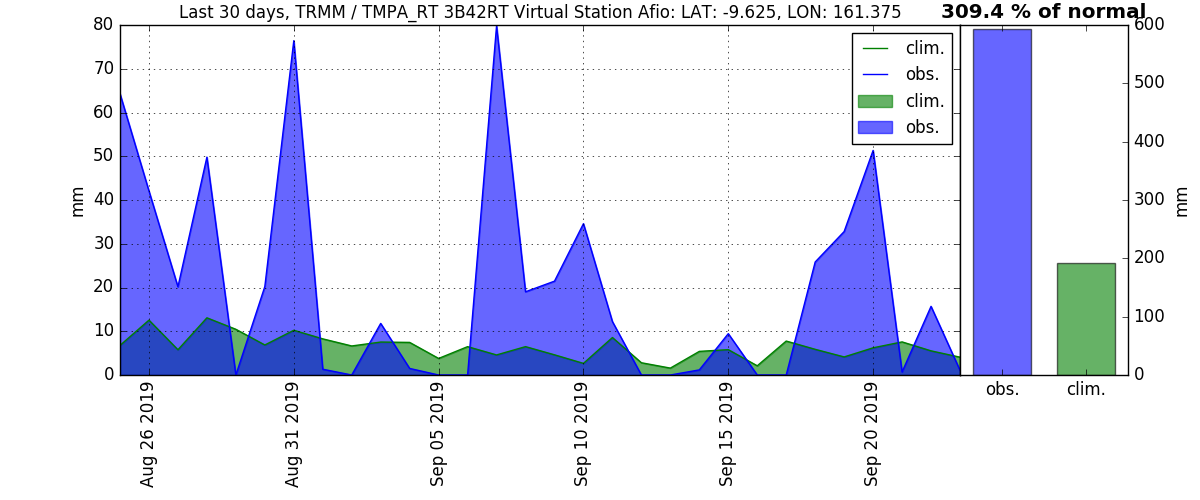 Last 30 days, TRMM / TMPA_RT 3B42RT Virtual Station Afio: LAT: -9.625, LON: 161.375
309.4 % of normal
80
70
60
50
40
30
20
10
0
mm
clim.
obs.
clim.
obs.
600
500
400
300
200
100
0
mm
obs.
clim.
Aug 26 2019
Aug 31 2019
Sep 05 2019
Sep 10 2019
Sep 15 2019
Sep 20 2019